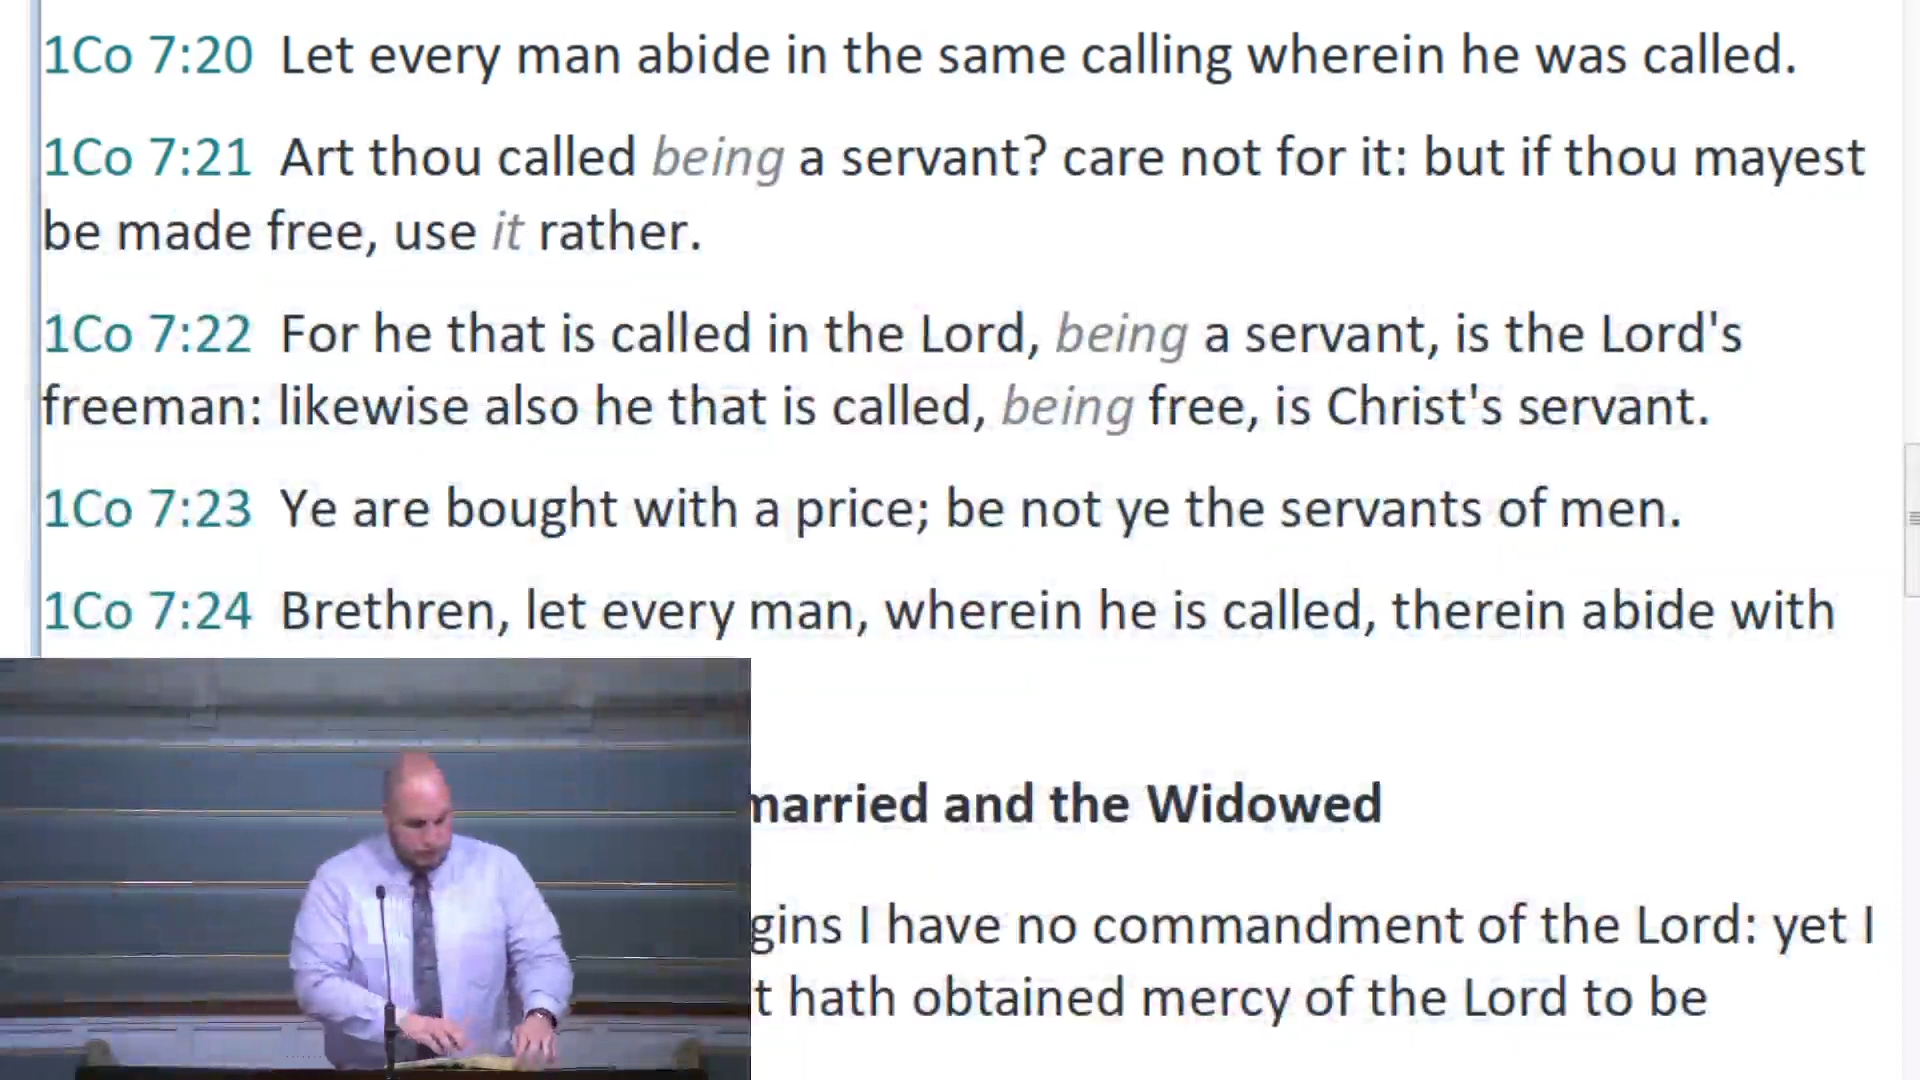 1Co 7:20 Let every man abide in the same calling wherein he was called.
1Co 7:21 Art thou called being a servant? care not for it: but if thou mayest
be made free, use it rather.
1Co 7:22 For he that is called in the Lord, being a servant, is the Lord's
freeman: likewise also he that is called, being free, is Christ's servant.
1Co 7:23 Ye are bought with a price; be not ye the servants of men.
1Co 7:24 Brethren, let every man, wherein he is called, therein abide with
married and the Widowed
gins I have no commandment of the Lord: yet I
t hath obtained mercy of the Lord to be